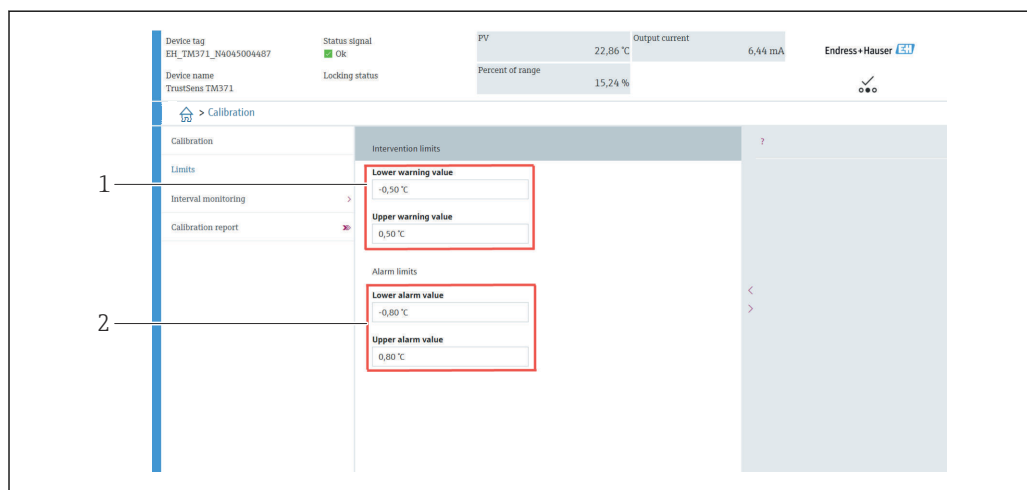 Device tag
EH_TM371_N4045004487
Status signal
Ok
PV
22,86 °C
Output current
6,44 mA
Endress+Hauser EH
Device name
TrustSens TM371
Locking status
Percent of range
15,24 %
> Calibration
Calibration
Limits
Interval monitoring >
Calibration report
Intervention limits
1
Lower warning value
-0,50 °C
Upper warning value
0,50 °C
Alarm limits
2
Lower alarm value
-0,80 °C
Upper alarm value
0,80 °C
?
<
>